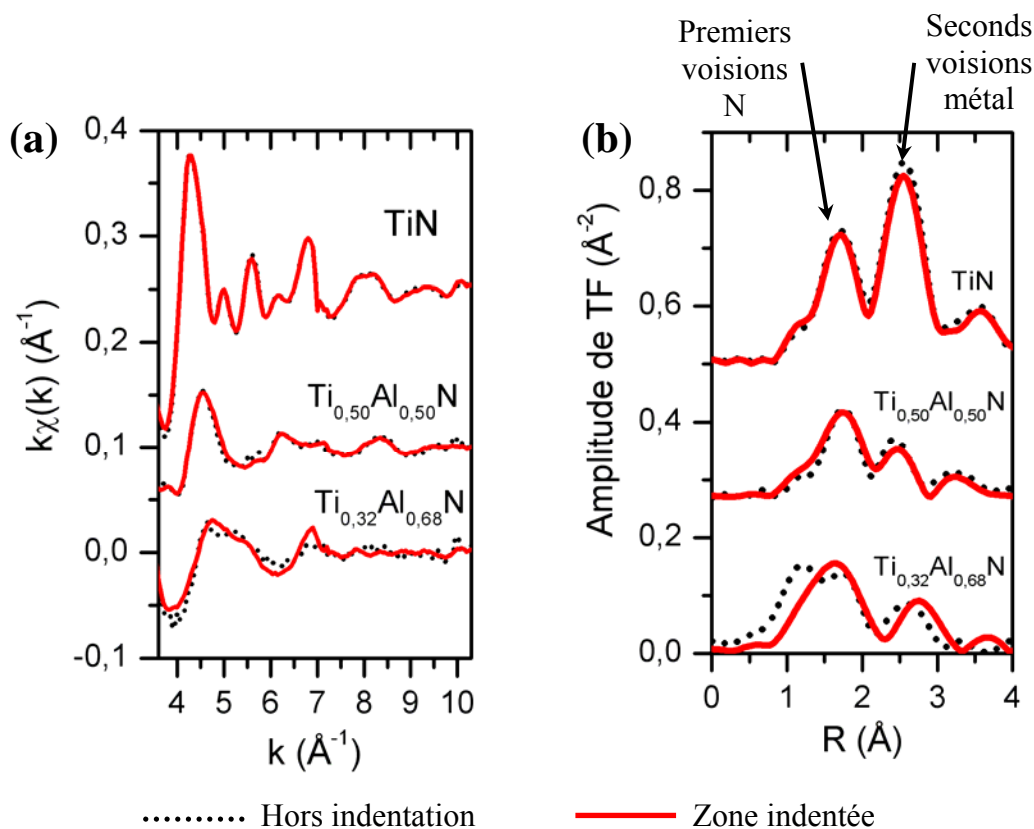 Premiers
voisions
N
Seconds
voisions
métal
(a)
0,4
0,3
0,2
0,1
0,0
-0,1
kχ(k) (Å⁻¹)
TiN
Ti0,50Al0,50N
Ti0,32Al0,68N
4 5 6 7 8 9 10
k (Å⁻¹)
(b)
0,8
0,6
0,4
0,2
0,0
Amplitude de TF (Å⁻²)
TiN
Ti0,50Al0,50N
Ti0,32Al0,68N
0 1 2 3 4
R (Å)
Hors indentation
Zone indentée